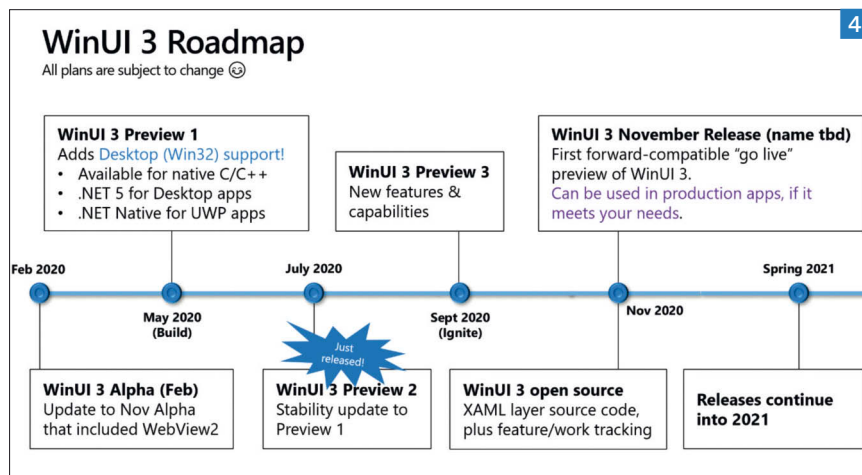 4
WinUI 3 Roadmap
All plans are subject to change
WinUI 3 Preview 1
Adds Desktop (Win32) support!
• Available for native C/C++
• .NET 5 for Desktop apps
• .NET Native for UWP apps
WinUI 3 Preview 3
New features &
capabilities
WinUI 3 November Release (name tbd)
First forward-compatible “go live”
preview of WinUI 3.
Can be used in production apps, if it
meets your needs.
Feb 2020
May 2020
(Build)
July 2020
Sept 2020
(Ignite)
Nov 2020
Spring 2021
Just
released!
WinUI 3 Alpha (Feb)
Update to Nov Alpha
that included WebView2
WinUI 3 Preview 2
Stability update to
Preview 1
WinUI 3 open source
XAML layer source code,
plus feature/work tracking
Releases continue
into 2021